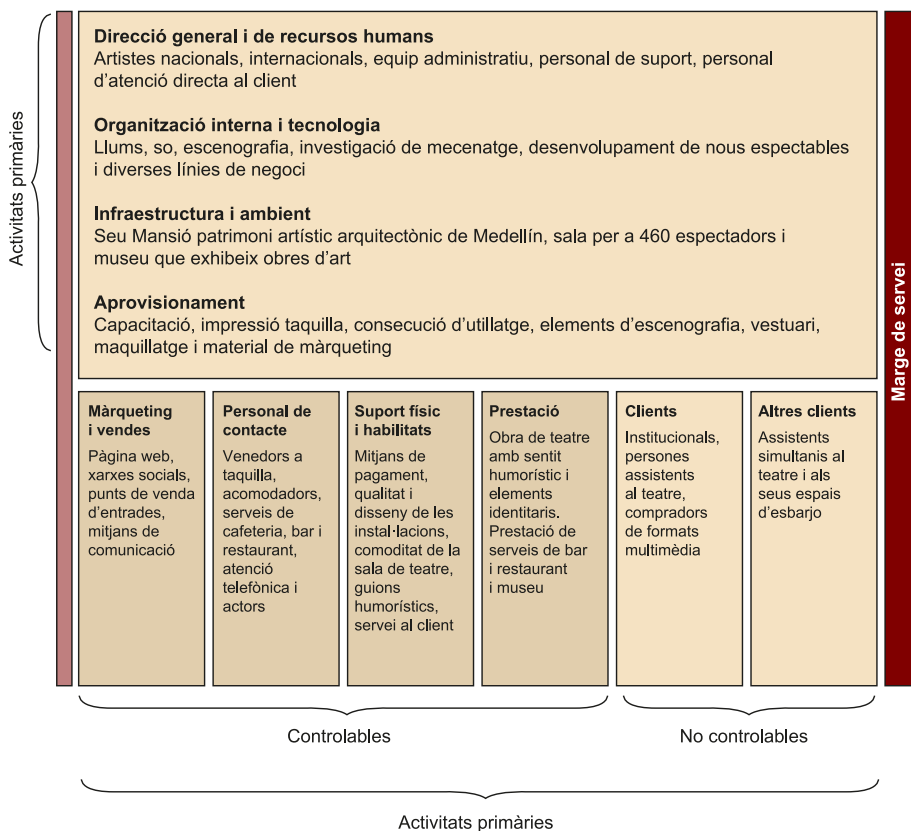 Direcció general i de recursos humans
Artistes nacionals, internacionals, equip administratiu, personal de suport, personal
d'atenció directa al client
Organització interna i tecnologia
Llums, so, escenografia, investigació de mecenatge, desenvolupament de nous espectables
i diverses línies de negoci
Infraestructura i ambient
Seu Mansió patrimoni artístic arquitectònic de Medellín, sala per a 460 espectadors i
museu que exhibeix obres d'art
Aprovisionament
Capacitació, impressió taquilla, consecució d'utillatge, elements d'escenografia, vestuari,
maquillatge i material de màrqueting
Activitats primàries
Marge de servei
Màrqueting
i vendes
Pàgina web,
xarxes socials,
punts de venda
d'entrades,
mitjans de
comunicació
Personal de
contacte
Venedors a
taquilla,
acomodadors,
serveis de
cafeteria, bar i
restaurant,
atenció
telefònica i
actors
Suport físic
i habilitats
Mitjans de
pagament,
qualitat i
disseny de les
instal·lacions,
comoditat de la
sala de teatre,
guions
humorístics,
servei al client
Prestació
Obra de teatre
amb sentit
humorístic i
elements
identitaris.
Prestació de
serveis de bar
i restaurant
i museu
Clients
Institucionals,
persones
assistents
al teatre,
compradors
de formats
multimèdia
Altres clients
Assistents
simultanis al
teatre i als
seus espais
d'esbarjo
Controlables
No controlables
Activitats primàries